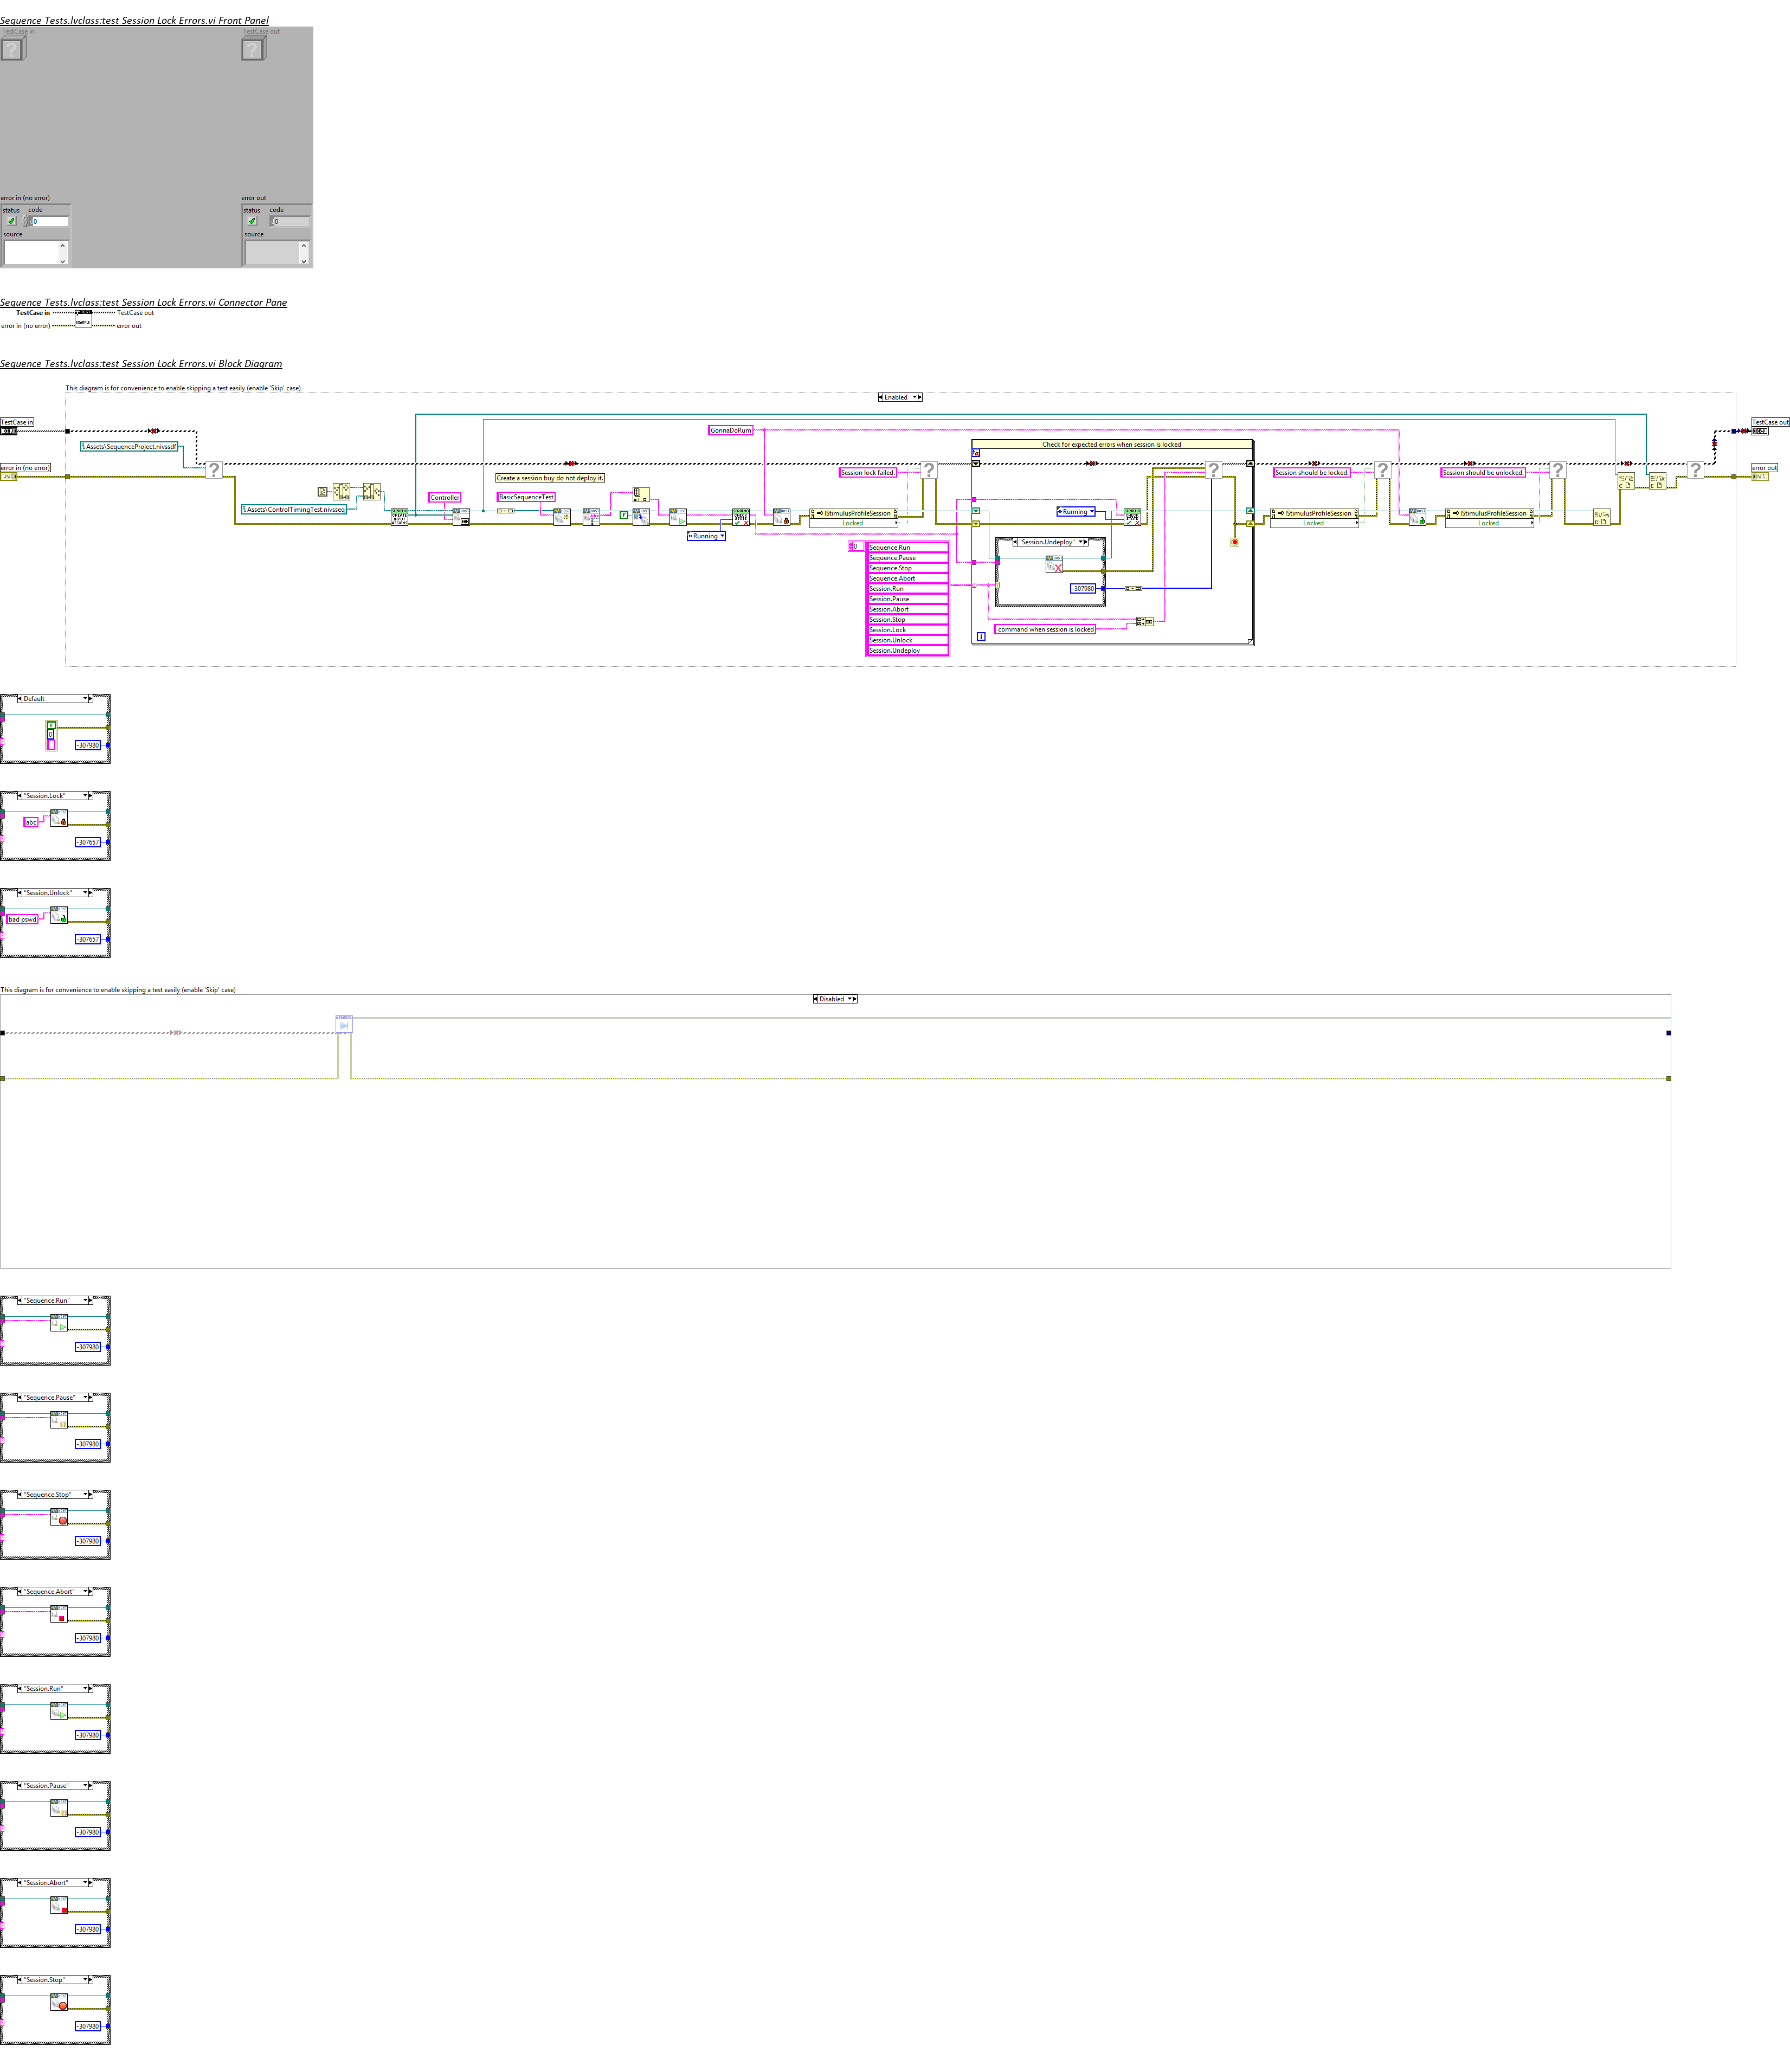 Sequence Tests.lvclass:test Session Lock Errors.vi Front Panel
TestCase in
TestCase out
error in (no error)
error out
status code
0
source
status code
0
source
Sequence Tests.lvclass:test Session Lock Errors.vi Connector Pane
TestCase in
TestCase out
error in (no error)
error out
Sequence Tests.lvclass:test Session Lock Errors.vi Block Diagram
This diagram is for convenience to enable skipping a test easily (enable 'Skip' case)
Enabled
TestCase in
TestCase out
GonnaDoRum
..\Assets\SequenceProject.nivssdf
Check for expected errors when session is locked
error in (no error)
error out
Session lock failed.
Session should be locked.
Session should be unlocked.
Create a session buy do not deploy it.
Controller
BasicSequenceTest
..\Assets\ControlTimingTest.nivsseq
IStimulusProfileSession
Locked
Running
Running
IStimulusProfileSession
Locked
IStimulusProfileSession
Locked
"Session.Undeploy"
0
Sequence.Run
Sequence.Pause
Sequence.Stop
Sequence.Abort
Session.Run
Session.Pause
Session.Abort
Session.Stop
Session.Lock
Session.Unlock
Session.Undeploy
-307980
command when session is locked
i
Default
0
-307980
"Session.Lock"
abc
-307657
"Session.Unlock"
bad pswd
-307657
This diagram is for convenience to enable skipping a test easily (enable 'Skip' case)
Disabled
"Sequence.Run"
-307980
"Sequence.Pause"
-307980
"Sequence.Stop"
-307980
"Sequence.Abort"
-307980
"Session.Run"
-307980
"Session.Pause"
-307980
"Session.Abort"
-307980
"Session.Stop"
-307980